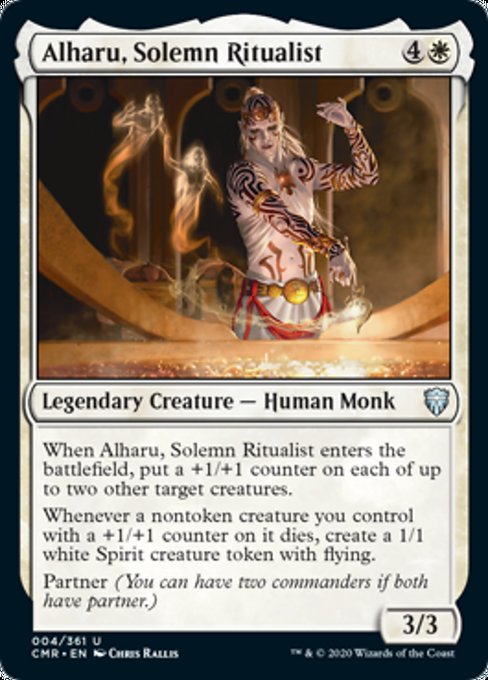 Alharu, Solemn Ritualist 4
Legendary Creature — Human Monk
When Alharu, Solemn Ritualist enters the
battlefield, put a +1/+1 counter on each of up
to two other target creatures.
Whenever a nontoken creature you control
with a +1/+1 counter on it dies, create a 1/1
white Spirit creature token with flying.
Partner (You can have two commanders if both
have partner.)
3/3
004/361 U
CMR • EN Chris Rallis
™ & © 2020 Wizards of the Coast